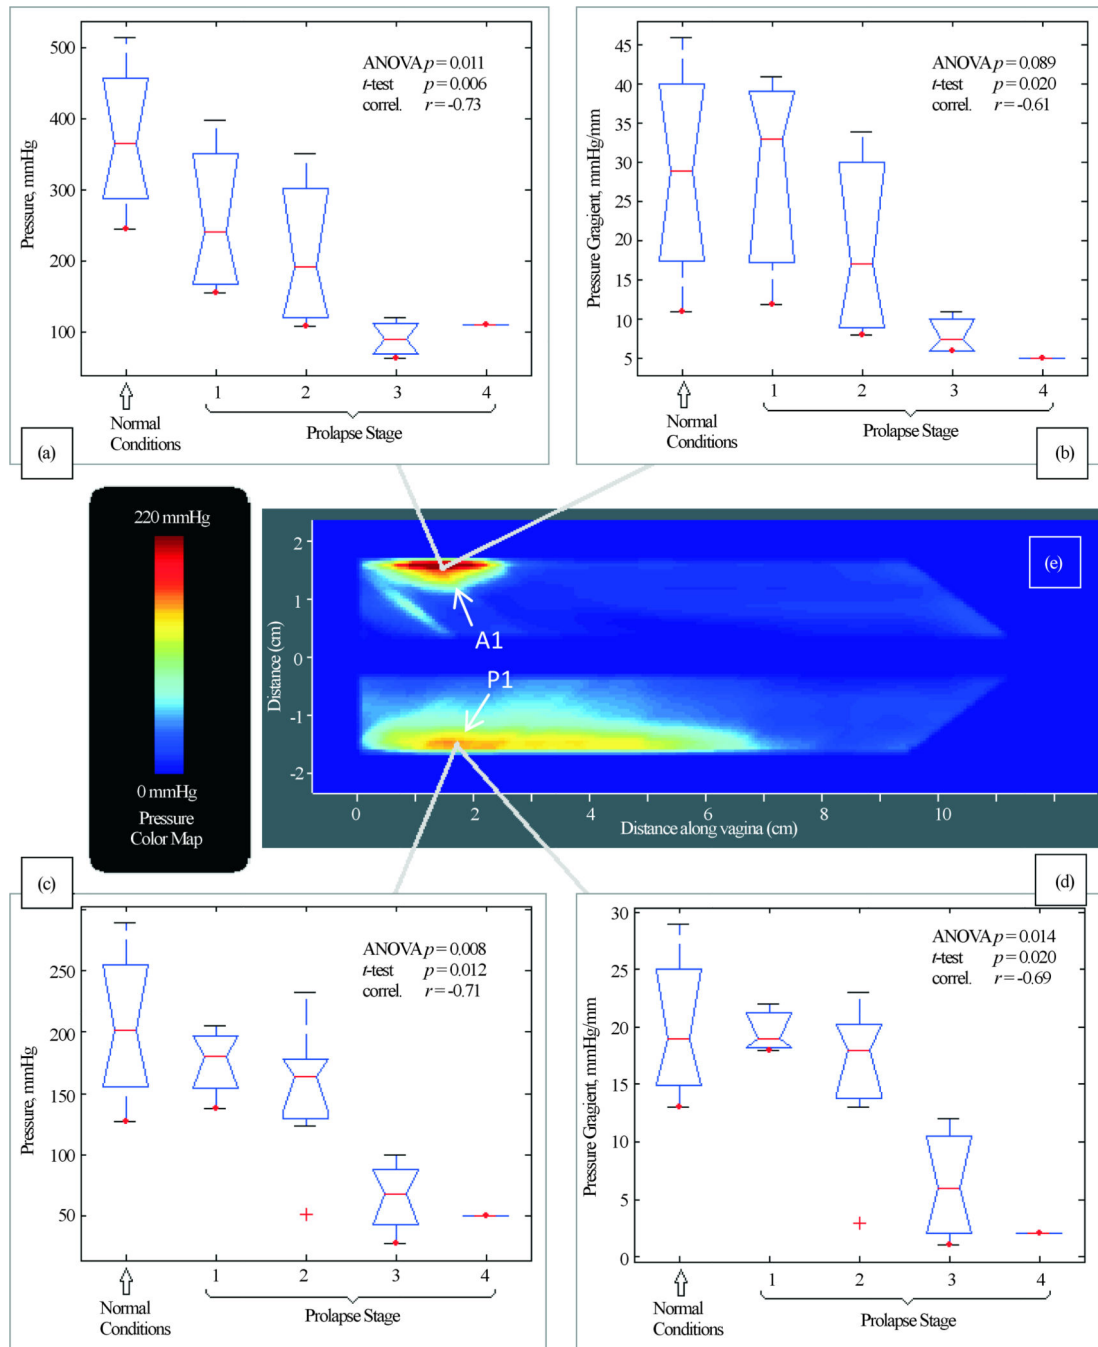 500
400
300
200
100
Pressure, mmHg
ANOVA p = 0.011
t-test p = 0.006
correl. r = -0.73
1 2 3 4
Normal
Conditions
Prolapse Stage
(a)
45
40
35
30
25
20
15
10
5
Pressure Gragient, mmHg/mm
ANOVA p = 0.089
t-test p = 0.020
correl. r = -0.61
1 2 3 4
Normal
Conditions
Prolapse Stage
(b)
220 mmHg
0 mmHg
Pressure
Color Map
2
1
0
-1
-2
Distance (cm)
A1
P1
(e)
0 2 4 6 8 10
Distance along vagina (cm)
(c)
250
200
150
100
50
Pressure, mmHg
ANOVA p = 0.008
t-test p = 0.012
correl. r = -0.71
1 2 3 4
Normal
Conditions
Prolapse Stage
(d)
30
25
20
15
10
5
0
Pressure Gragient, mmHg/mm
ANOVA p = 0.014
t-test p = 0.020
correl. r = -0.69
1 2 3 4
Normal
Conditions
Prolapse Stage